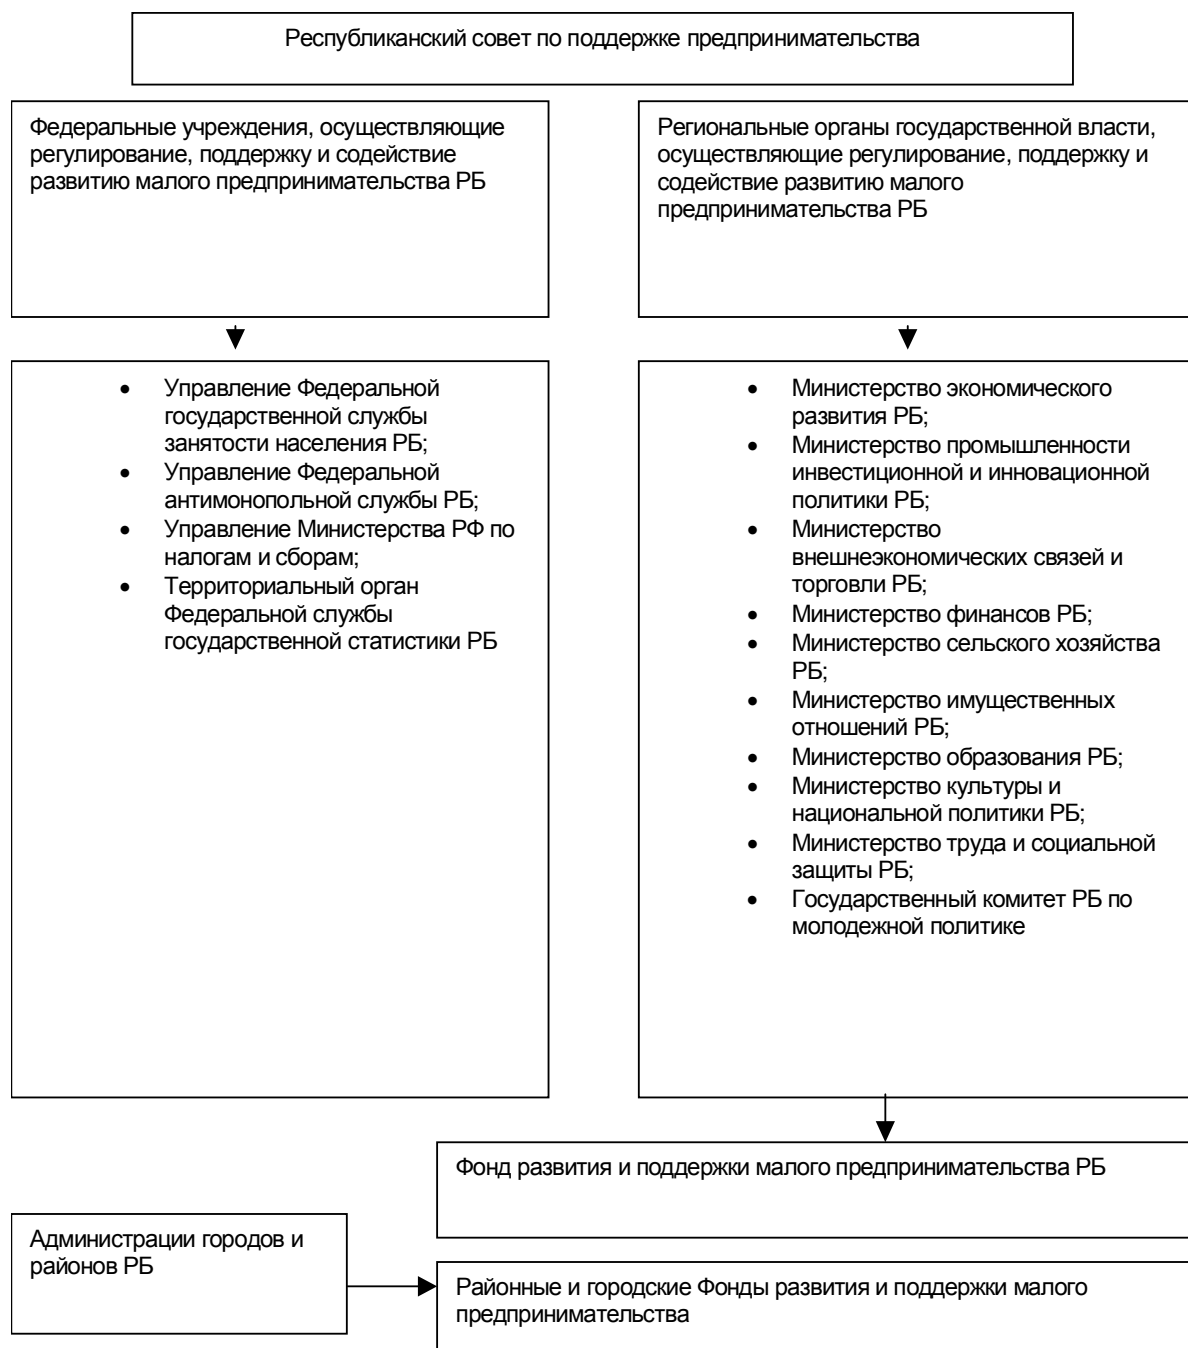 Республиканский совет по поддержке предпринимательства
Федеральные учреждения, осуществляющие
регулирование, поддержку и содействие
развитию малого предпринимательства РБ
Региональные органы государственной власти,
осуществляющие регулирование, поддержку и
содействие развитию малого
предпринимательства РБ
• Управление Федеральной
государственной службы
занятости населения РБ;
• Управление Федеральной
антимонопольной службы РБ;
• Управление Министерства РФ по
налогам и сборам;
• Территориальный орган
Федеральной службы
государственной статистики РБ
• Министерство экономического
развития РБ;
• Министерство промышленности
инвестиционной и инновационной
политики РБ;
• Министерство
внешнеэкономических связей и
торговли РБ;
• Министерство финансов РБ;
• Министерство сельского хозяйства
РБ;
• Министерство имущественных
отношений РБ;
• Министерство образования РБ;
• Министерство культуры и
национальной политики РБ;
• Министерство труда и социальной
защиты РБ;
• Государственный комитет РБ по
молодежной политике
Фонд развития и поддержки малого предпринимательства РБ
Администрации городов и
районов РБ
Районные и городские Фонды развития и поддержки малого
предпринимательства